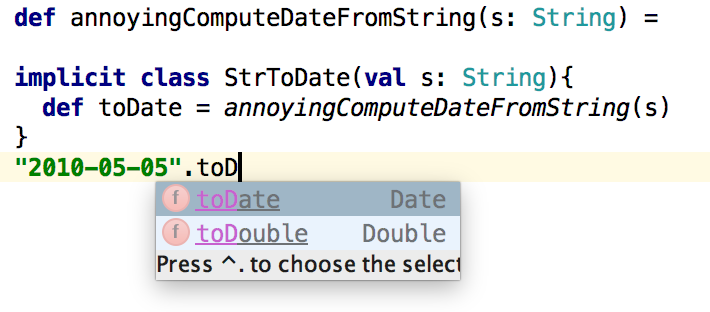 def annoyingComputeDateFromString(s: String) =
implicit class StrToDate(val s: String){
def toDate = annoyingComputeDateFromString(s)
}
"2010-05-05".toD
f toDate Date
f toDouble Double
Press ^. to choose the select